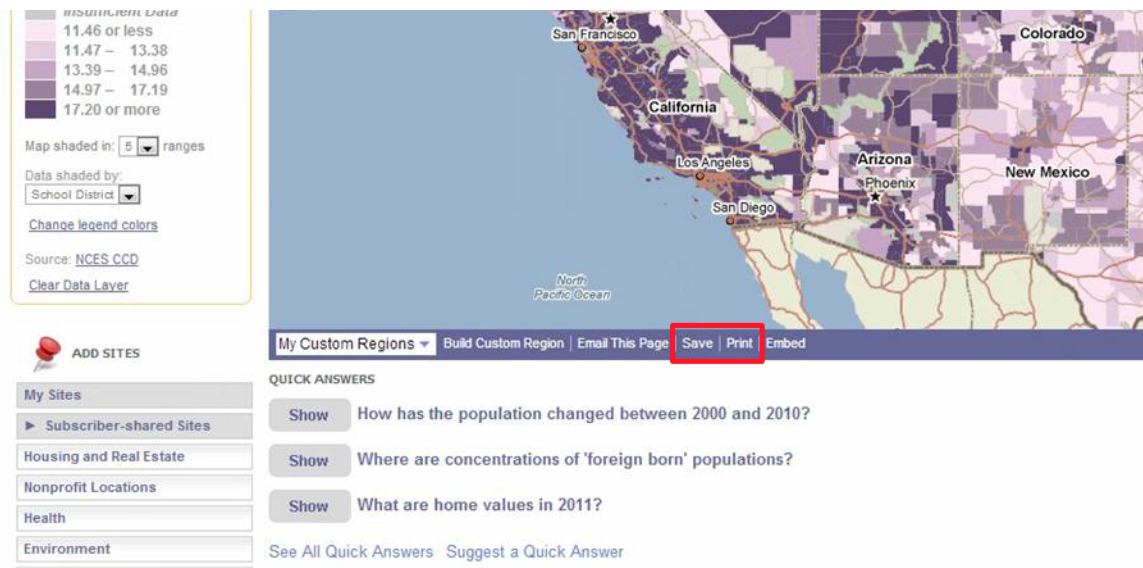 Insufficient Data
11.46 or less
11.47 – 13.38
13.39 – 14.96
14.97 – 17.19
17.20 or more
Map shaded in: 5 ranges
Data shaded by:
School District
Change legend colors
Source: NCES CCD
Clear Data Layer
ADD SITES
My Sites
► Subscriber-shared Sites
Housing and Real Estate
Nonprofit Locations
Health
Environment
San Francisco
Colorado
California
Los Angeles
Arizona
Phoenix
New Mexico
San Diego
North
Pacific Ocean
My Custom Regions Build Custom Region | Email This Page | Save | Print | Embed
QUICK ANSWERS
Show How has the population changed between 2000 and 2010?
Show Where are concentrations of 'foreign born' populations?
Show What are home values in 2011?
See All Quick Answers Suggest a Quick Answer